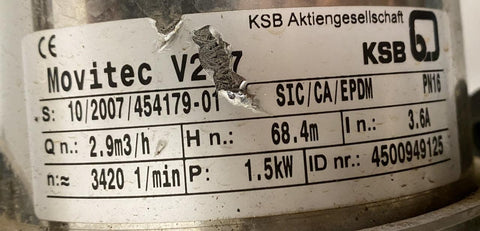 CE KSB Aktiengesellschaft
KSB
Movitec
S: 10/2007/454179-01 SIC/CA/EPDM PN16
Q n.: 2.9m3/h H n.: 68.4m I n.: 3.6A
n:≈ 3420 1/min P: 1.5kW ID nr.: 4500949125